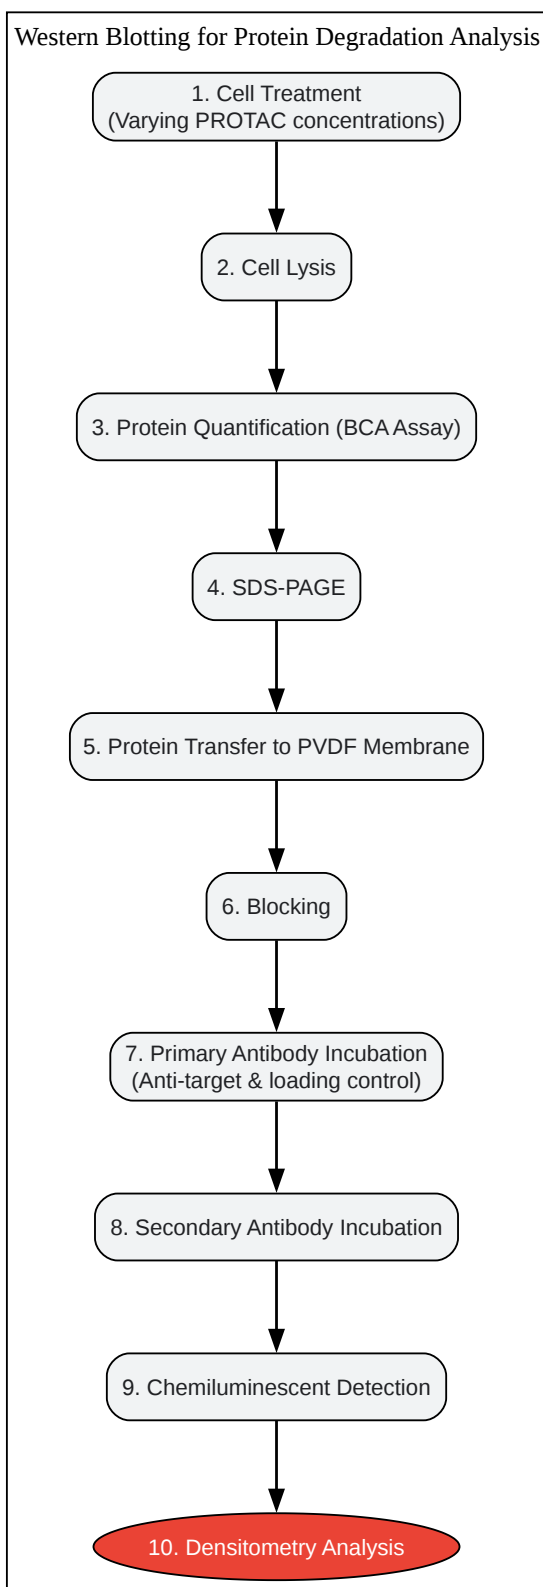 Western Blotting for Protein Degradation Analysis
1. Cell Treatment
(Varying PROTAC concentrations)
2. Cell Lysis
3. Protein Quantification (BCA Assay)
4. SDS-PAGE
5. Protein Transfer to PVDF Membrane
6. Blocking
7. Primary Antibody Incubation
(Anti-target & loading control)
8. Secondary Antibody Incubation
9. Chemiluminescent Detection
10. Densitometry Analysis